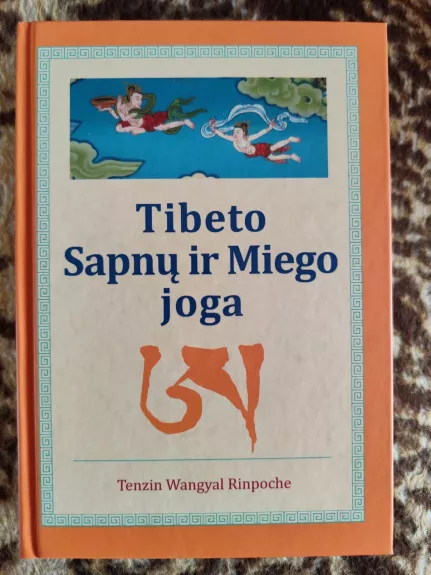 Tibeto
Sapnų ir Miego
joga
ཨ
Tenzin Wangyal Rinpoche